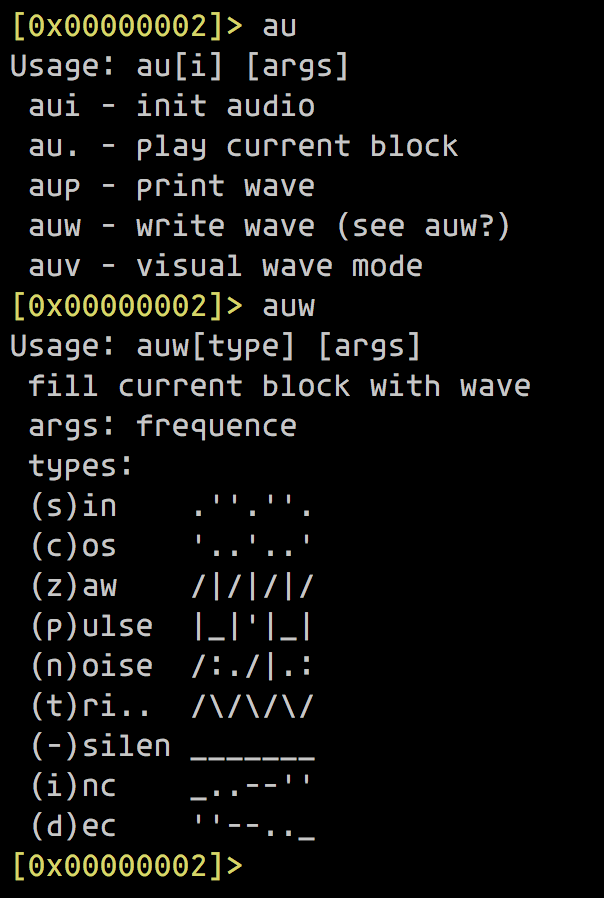 [0x00000002]> au
Usage: au[i] [args]
 aui - init audio
 au. - play current block
 aup - print wave
 auw - write wave (see auw?)
 auv - visual wave mode
[0x00000002]> auw
Usage: auw[type] [args]
 fill current block with wave
 args: frequence
 types:
 (s)in    .''.''.
 (c)os    '..'..'
 (z)aw    /|/|/|/
 (p)ulse  |_|'|_|
 (n)oise  /:./|.:
 (t)ri..  /\/\/\/
 (-)silen _______
 (i)nc    _..--''
 (d)ec    ''--.._
[0x00000002]>